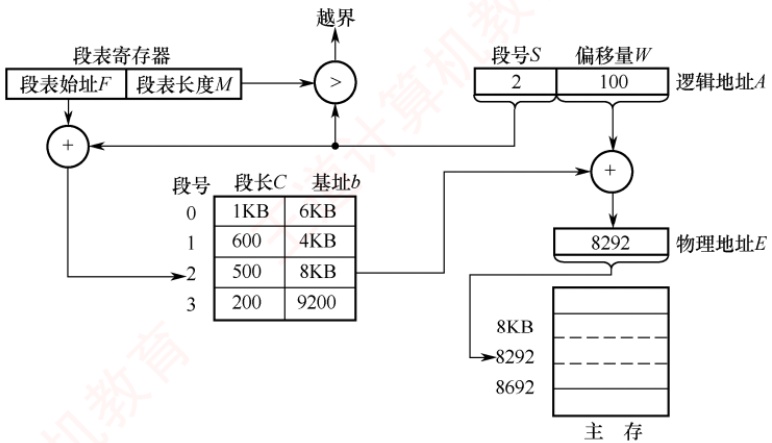 越界
段表寄存器
段表始址F 段表长度M
>
段号S 偏移量W
2 100 逻辑地址A
+
+
段号 段长C 基址b
0 1KB 6KB
1 600 4KB
2 500 8KB
3 200 9200
8292 物理地址E
8KB
8292
8692
主 存
机教育